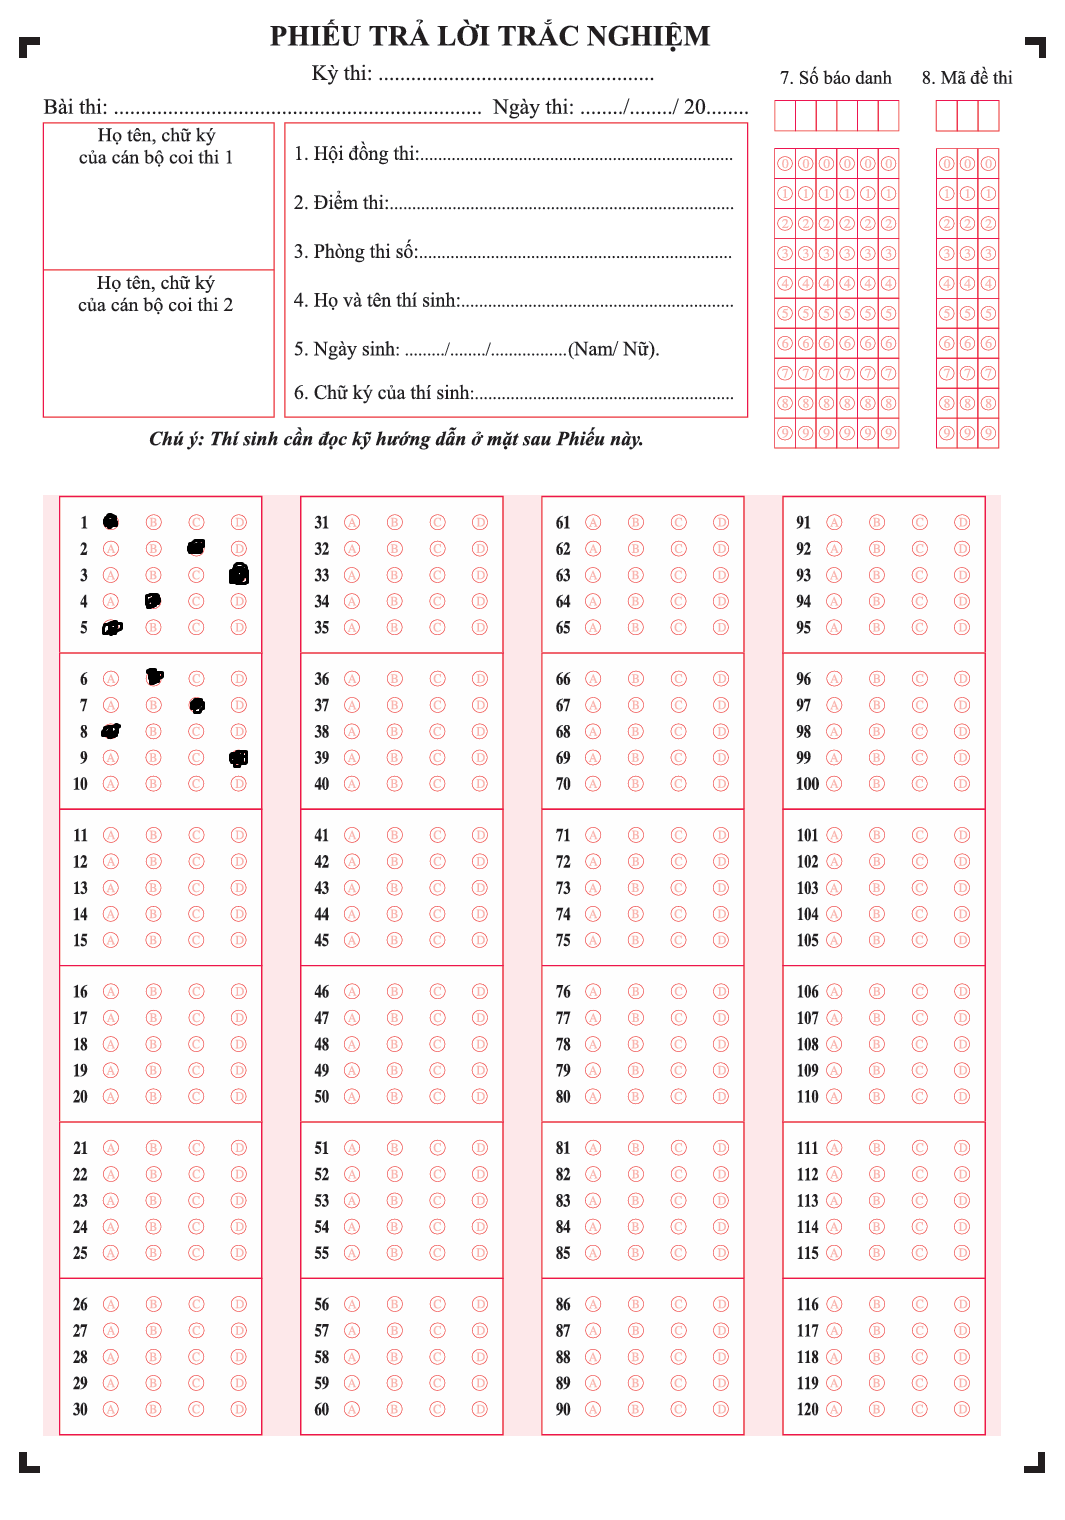 PHIẾU TRẢ LỜI TRẮC NGHIỆM
Kỳ thi: ...................................................
Bài thi: .................................................................... Ngày thi: ......../......../ 20........
7. Số báo danh
8. Mã đề thi
Họ tên, chữ ký
của cán bộ coi thi 1
Họ tên, chữ ký
của cán bộ coi thi 2
1. Hội đồng thi:......................................................................
2. Điểm thi:.............................................................................
3. Phòng thi số:......................................................................
4. Họ và tên thí sinh:.............................................................
5. Ngày sinh: ........./......../.................(Nam/ Nữ).
6. Chữ ký của thí sinh:..........................................................
0 0 0 0 0 0 0 0 0
1 1 1 1 1 1 1 1 1
2 2 2 2 2 2 2 2 2
3 3 3 3 3 3 3 3 3
4 4 4 4 4 4 4 4 4
5 5 5 5 5 5 5 5 5
6 6 6 6 6 6 6 6 6
7 7 7 7 7 7 7 7 7
8 8 8 8 8 8 8 8 8
9 9 9 9 9 9 9 9 9
Chú ý: Thí sinh cần đọc kỹ hướng dẫn ở mặt sau Phiếu này.
1 B C D 31 A B C D 61 A B C D 91 A B C D
2 A B D 32 A B C D 62 A B C D 92 A B C D
3 A B C 33 A B C D 63 A B C D 93 A B C D
4 A C D 34 A B C D 64 A B C D 94 A B C D
5 B C D 35 A B C D 65 A B C D 95 A B C D
6 A C D 36 A B C D 66 A B C D 96 A B C D
7 A B D 37 A B C D 67 A B C D 97 A B C D
8 B C D 38 A B C D 68 A B C D 98 A B C D
9 A B C 39 A B C D 69 A B C D 99 A B C D
10 A B C D 40 A B C D 70 A B C D 100 A B C D
11 A B C D 41 A B C D 71 A B C D 101 A B C D
12 A B C D 42 A B C D 72 A B C D 102 A B C D
13 A B C D 43 A B C D 73 A B C D 103 A B C D
14 A B C D 44 A B C D 74 A B C D 104 A B C D
15 A B C D 45 A B C D 75 A B C D 105 A B C D
16 A B C D 46 A B C D 76 A B C D 106 A B C D
17 A B C D 47 A B C D 77 A B C D 107 A B C D
18 A B C D 48 A B C D 78 A B C D 108 A B C D
19 A B C D 49 A B C D 79 A B C D 109 A B C D
20 A B C D 50 A B C D 80 A B C D 110 A B C D
21 A B C D 51 A B C D 81 A B C D 111 A B C D
22 A B C D 52 A B C D 82 A B C D 112 A B C D
23 A B C D 53 A B C D 83 A B C D 113 A B C D
24 A B C D 54 A B C D 84 A B C D 114 A B C D
25 A B C D 55 A B C D 85 A B C D 115 A B C D
26 A B C D 56 A B C D 86 A B C D 116 A B C D
27 A B C D 57 A B C D 87 A B C D 117 A B C D
28 A B C D 58 A B C D 88 A B C D 118 A B C D
29 A B C D 59 A B C D 89 A B C D 119 A B C D
30 A B C D 60 A B C D 90 A B C D 120 A B C D